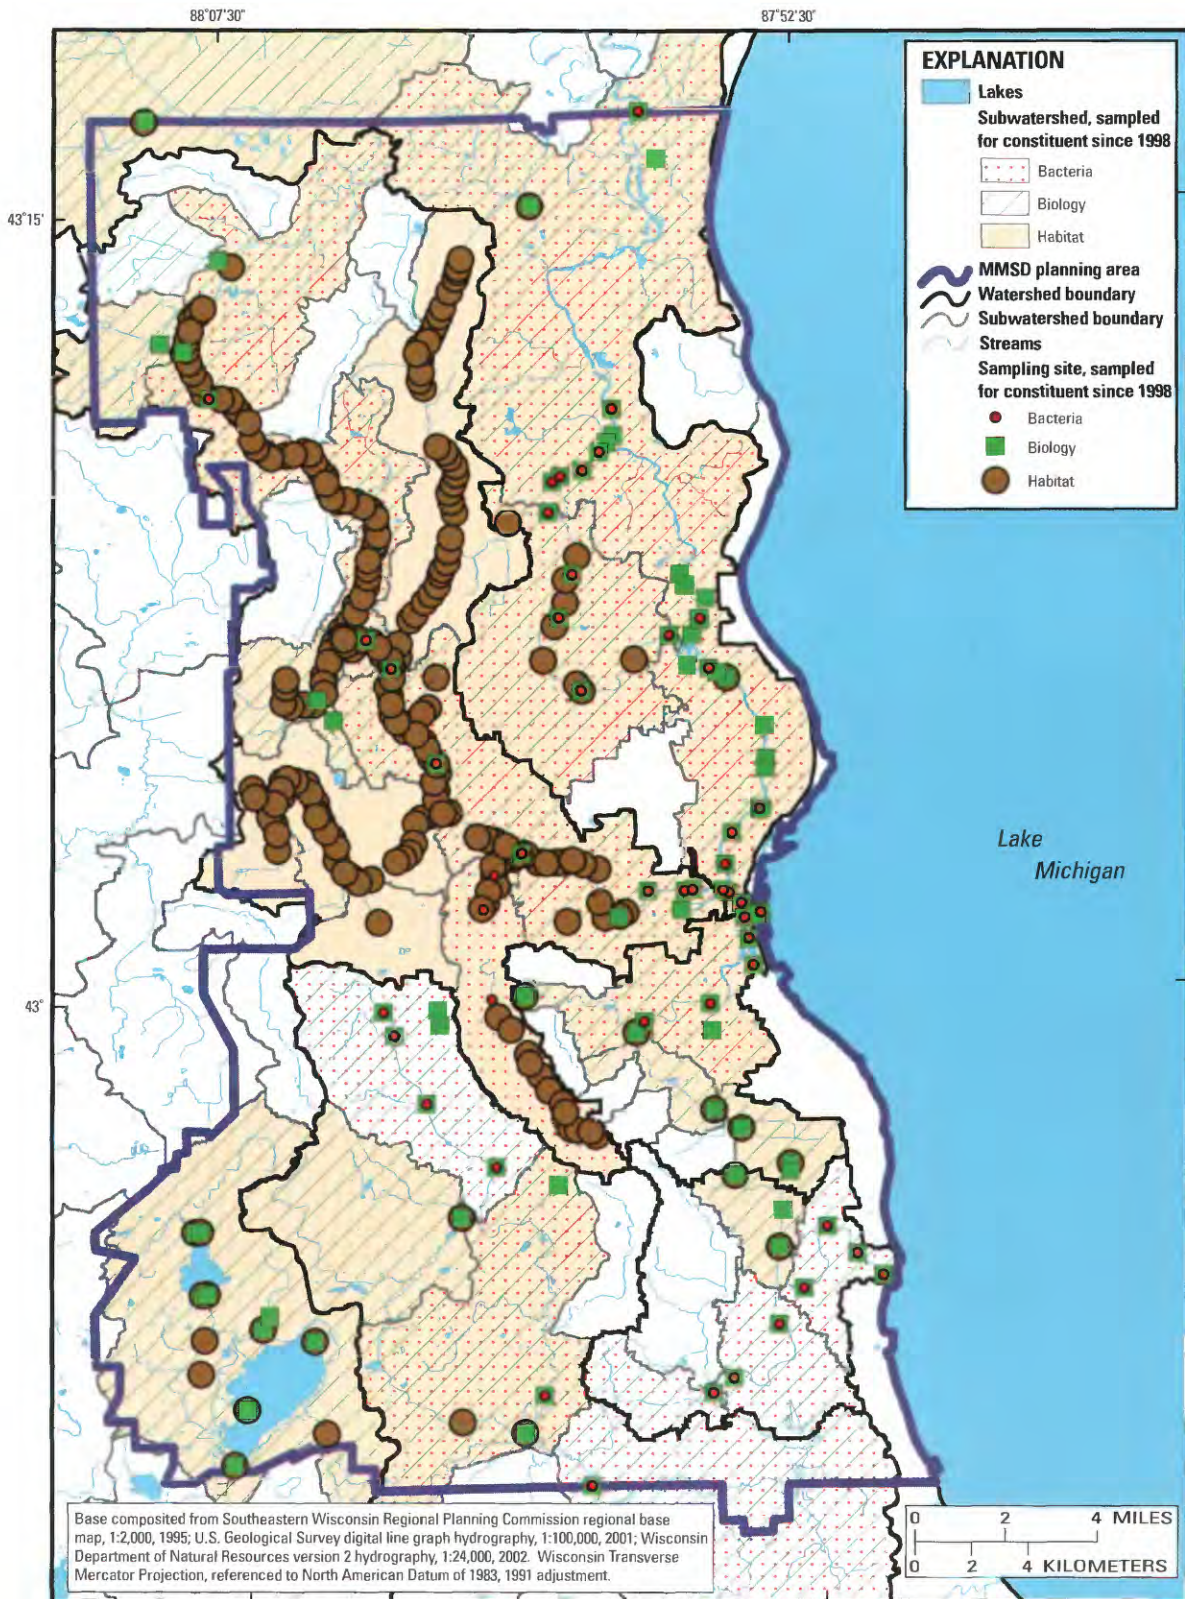 88°07'30"
87°52'30"
EXPLANATION
Lakes
Subwatershed, sampled
for constituent since 1998
Bacteria
Biology
Habitat
MMSD planning area
Watershed boundary
Subwatershed boundary
Streams
Sampling site, sampled
for constituent since 1998
Bacteria
Biology
Habitat
43°15'
Lake
Michigan
43°
Base composited from Southeastern Wisconsin Regional Planning Commission regional base
map, 1:2,000, 1995; U.S. Geological Survey digital line graph hydrography, 1:100,000, 2001; Wisconsin
Department of Natural Resources version 2 hydrography, 1:24,000, 2002. Wisconsin Transverse
Mercator Projection, referenced to North American Datum of 1983, 1991 adjustment.
0 2 4 MILES
0 2 4 KILOMETERS